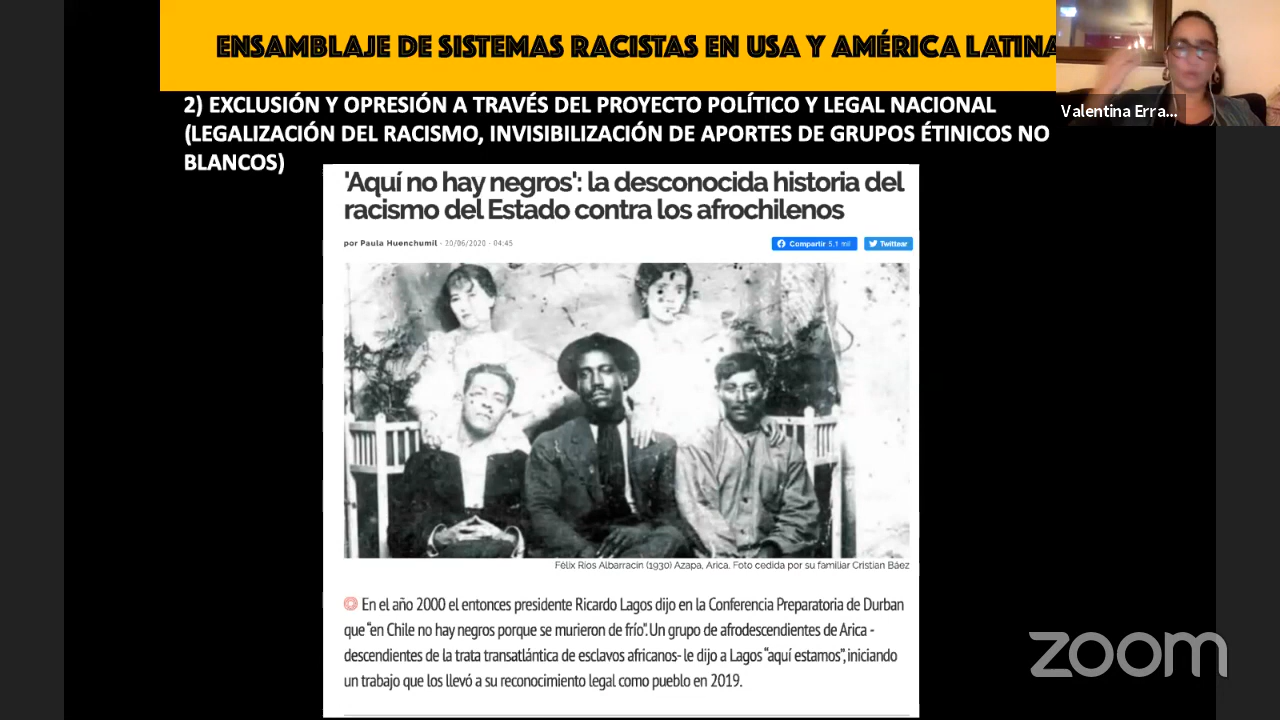 ENSAMBLAJE DE SISTEMAS RACISTAS EN USA Y AMÉRICA LATINA
Valentina Erra...
2) EXCLUSIÓN Y OPRESIÓN A TRAVÉS DEL PROYECTO POLÍTICO Y LEGAL NACIONAL
(LEGALIZACIÓN DEL RACISMO, INVISIBILIZACIÓN DE APORTES DE GRUPOS ÉTINICOS NO
BLANCOS)
'Aquí no hay negros': la desconocida historia del
racismo del Estado contra los afrochilenos
por Paula Huenchumil - 20/06/2020 - 04:45
Compartir 5,1 mil
Twittear
Félix Ríos Albarracín (1930) Azapa, Arica. Foto cedida por su familiar Cristian Báez
En el año 2000 el entonces presidente Ricardo Lagos dijo en la Conferencia Preparatoria de Durban
que “en Chile no hay negros porque se murieron de frío”. Un grupo de afrodescendientes de Arica -
descendientes de la trata transatlántica de esclavos africanos- le dijo a Lagos “aquí estamos”, iniciando
un trabajo que los llevó a su reconocimiento legal como pueblo en 2019.
zoom